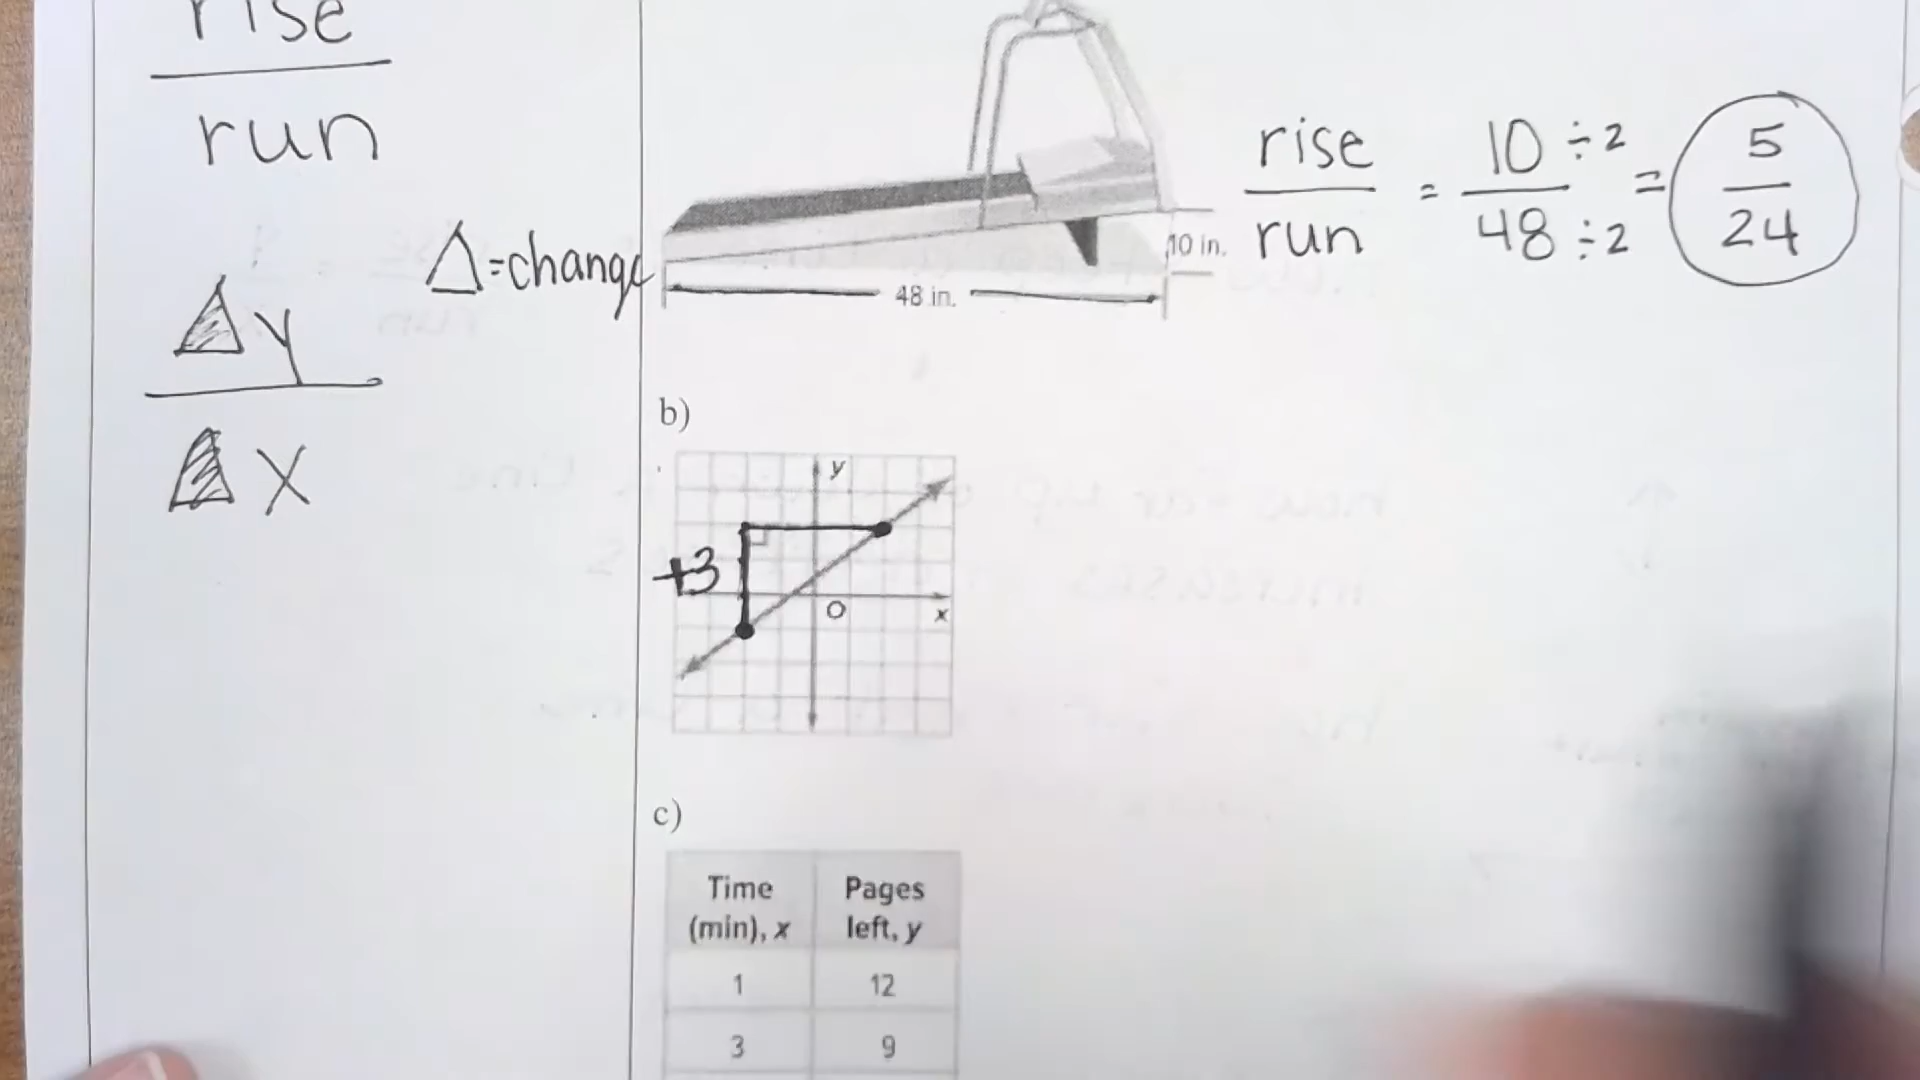 rise
run
Δ=change
Δy
Δx
10 in.
48 in.
rise
run
= 10 ÷2
48 ÷2
= 5
24
b)
y
+3
O
x
c)
Time
(min), x
Pages
left, y
1 12
3 9